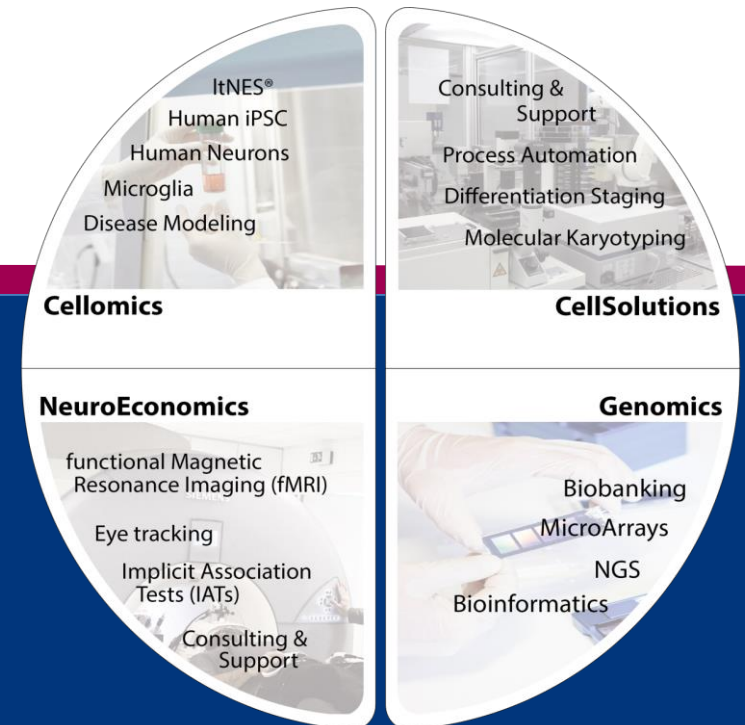 ltNES®
Human iPSC
Human Neurons
Microglia
Disease Modeling
Cellomics
Consulting &
Support
Process Automation
Differentiation Staging
Molecular Karyotyping
CellSolutions
NeuroEconomics
functional Magnetic
Resonance Imaging (fMRI)
Eye tracking
Implicit Association
Tests (IATs)
Consulting &
Support
Genomics
Biobanking
MicroArrays
NGS
Bioinformatics